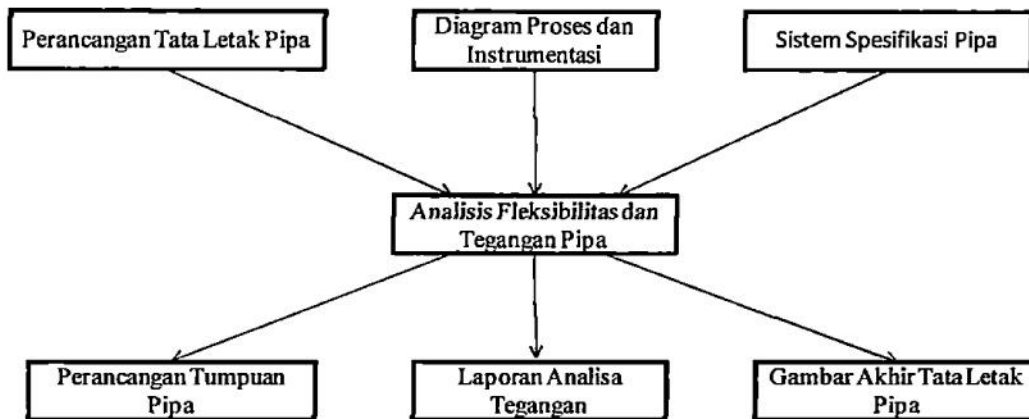 Perancangan Tata Letak Pipa
Diagram Proses dan
Instrumentasi
Sistem Spesifikasi Pipa
Analisis Fleksibilitas dan
Tegangan Pipa
Perancangan Tumpuan
Pipa
Laporan Analisa
Tegangan
Gambar Akhir Tata Letak
Pipa